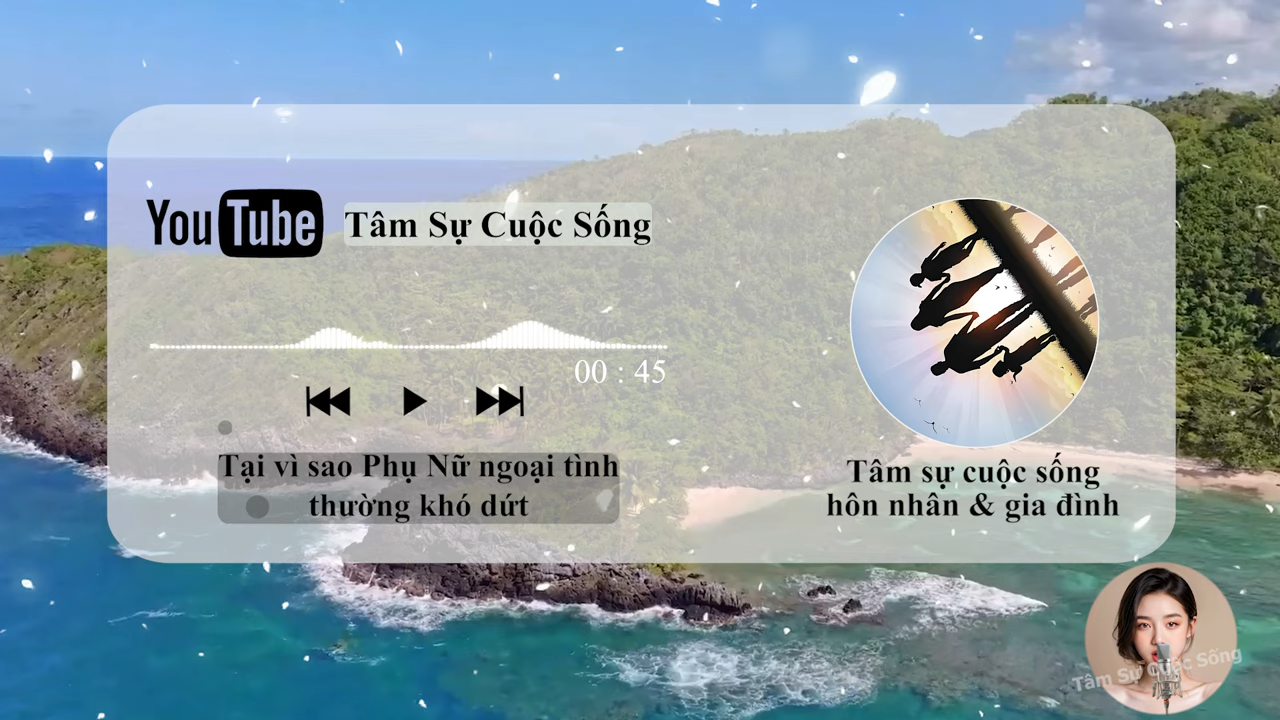 YouTube Tâm Sự Cuộc Sống
00 : 45
Tại vì sao Phụ Nữ ngoại tình
thường khó dứt
Tâm sự cuộc sống
hôn nhân & gia đình
Tâm Sự Cuộc Sống